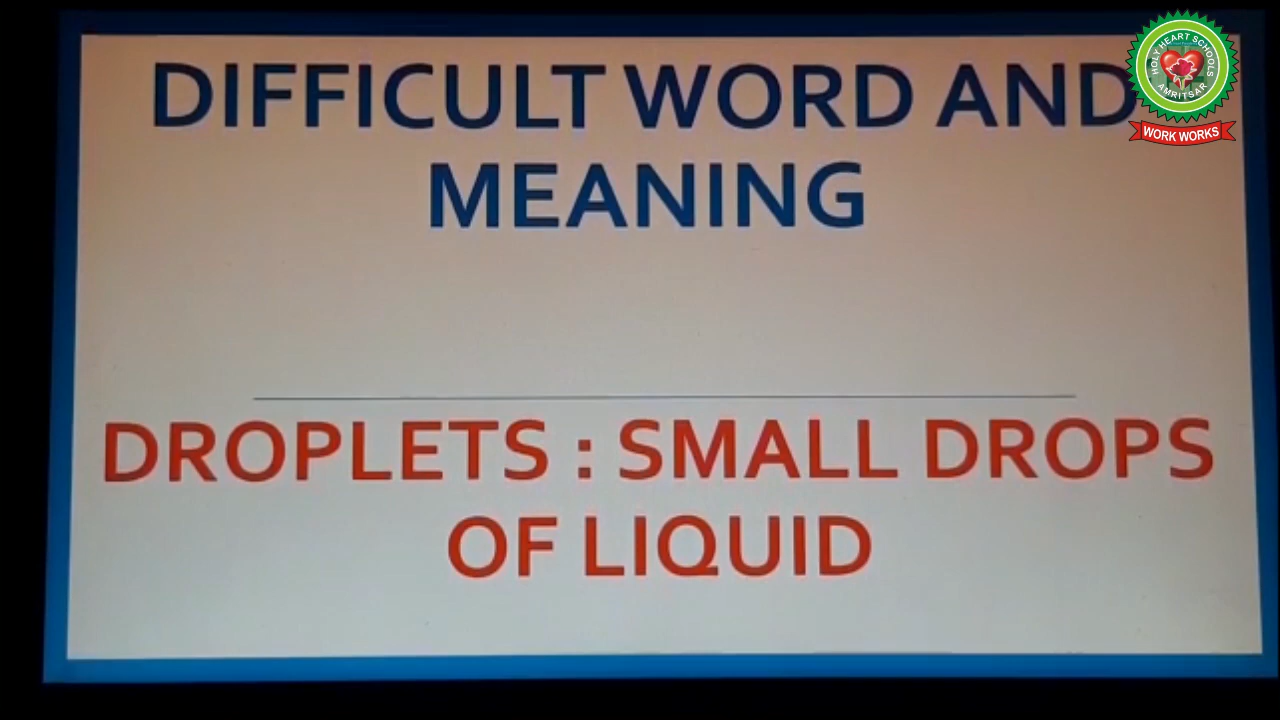 DIFFICULT WORD AND
MEANING
DROPLETS : SMALL DROPS
OF LIQUID
HOLY HEART SCHOOLS
AMRITSAR
WORK WORKS